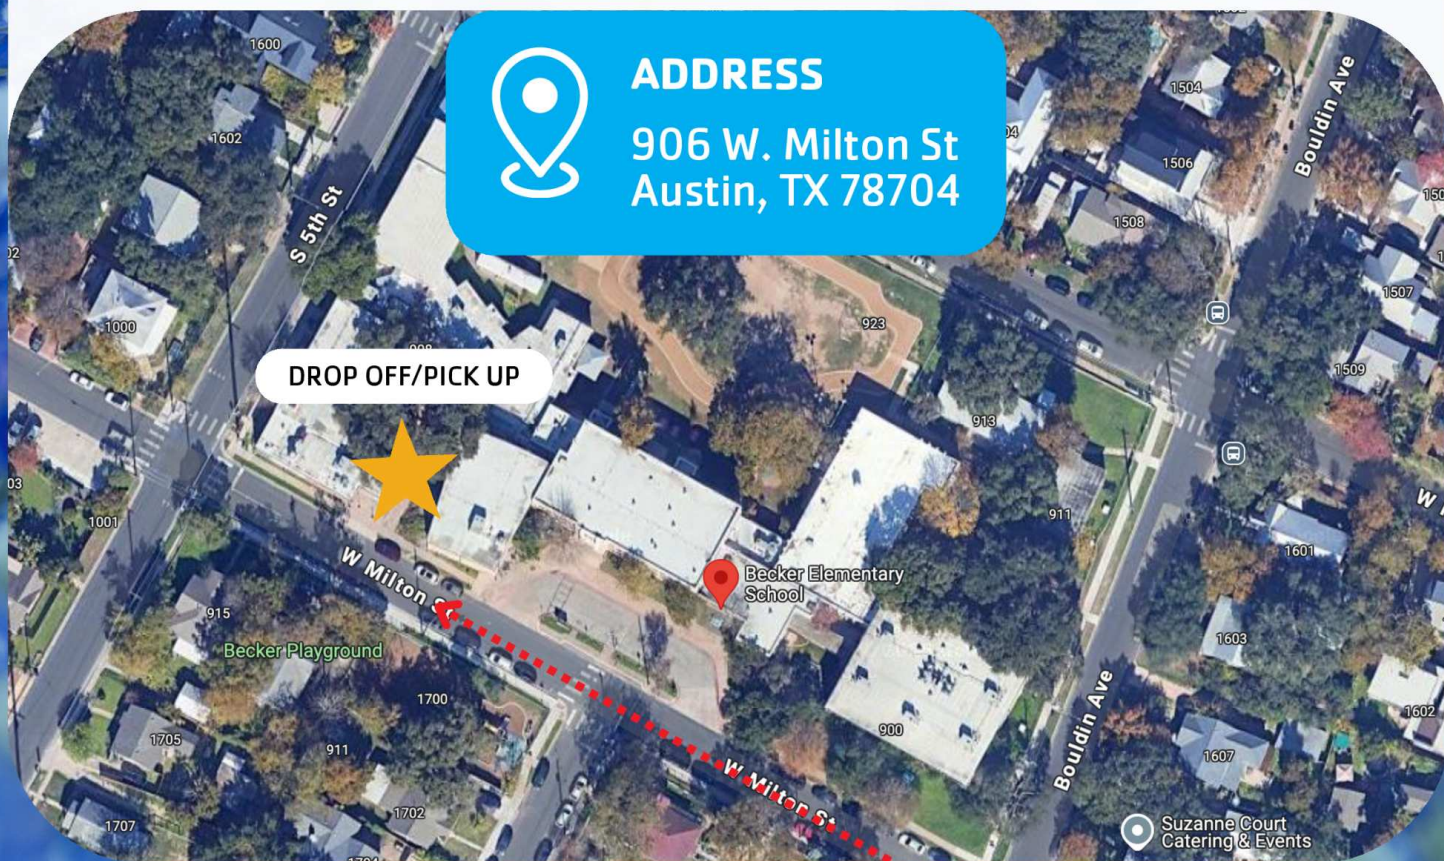 ADDRESS
906 W. Milton St
Austin, TX 78704
1600
1602
S 5th St
1000
DROP OFF/PICK UP
1001
W Milton St
915
Becker Playground
1700
1705
911
1702
1707
Becker Elementary
School
923
913
911
900
W Milton St
Bouldin Ave
1504
1506
1508
1507
1509
1601
1603
1602
1607
Bouldin Ave
Suzanne Court
Catering & Events